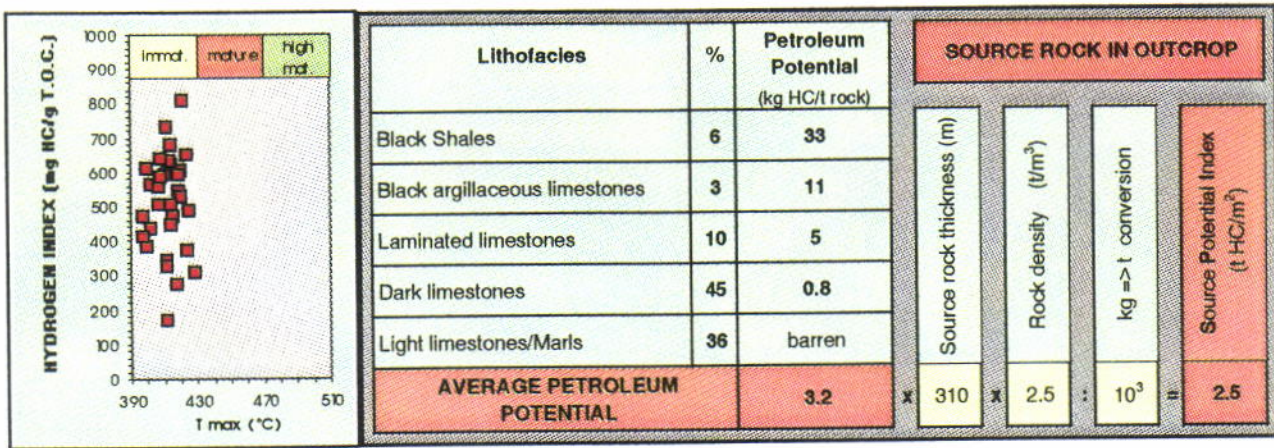 HYDROGEN INDEX (mg HC/g T.O.C.)
1000
900
800
700
600
500
400
300
200
100
0
immat.
mature
high
mat.
390
430
470
510
T max (°C)
Lithofacies
%
Petroleum
Potential
(kg HC/t rock)
Black Shales
6
33
Black argillaceous limestones
3
11
Laminated limestones
10
5
Dark limestones
45
0.8
Light limestones/Marls
36
barren
AVERAGE PETROLEUM
POTENTIAL
3.2
SOURCE ROCK IN OUTCROP
Source rock thickness (m)
Rock density (t/m³)
kg => t conversion
Source Potential Index
(t HC/m²)
x
310
x
2.5
:
10³
=
2.5